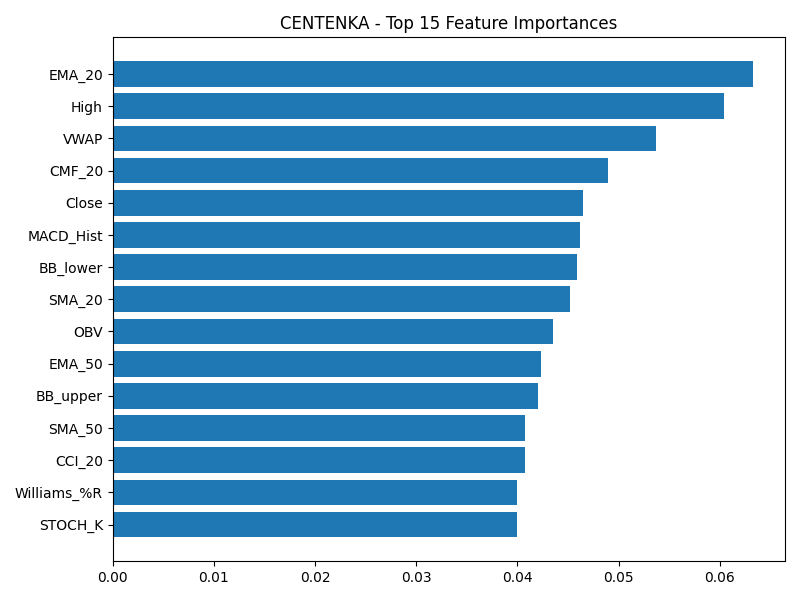 CENTENKA - Top 15 Feature Importances
EMA_20
High
VWAP
CMF_20
Close
MACD_Hist
BB_lower
SMA_20
OBV
EMA_50
BB_upper
SMA_50
CCI_20
Williams_%R
STOCH_K
0.00 0.01 0.02 0.03 0.04 0.05 0.06